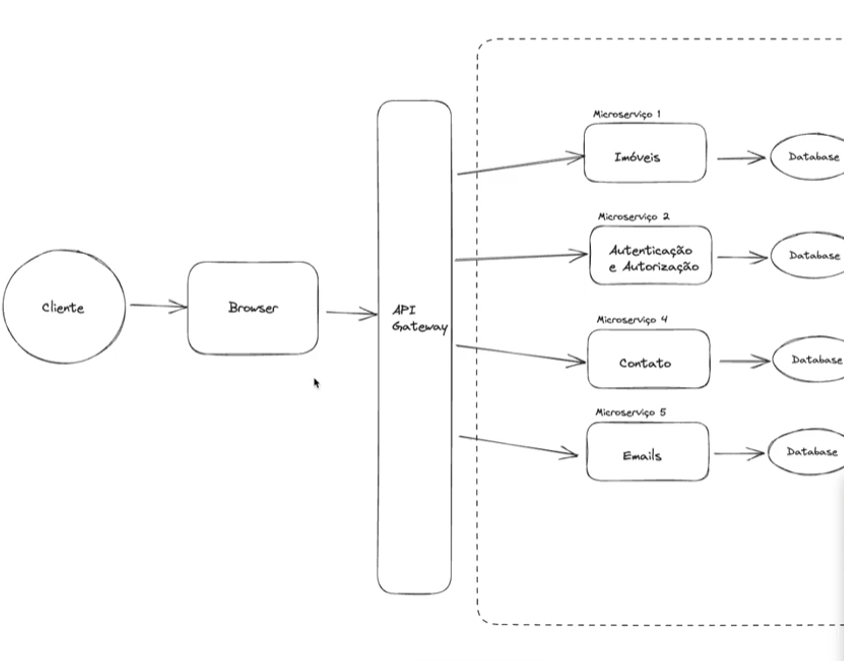 Cliente
Browser
API
Gateway
Microserviço 1
Imóveis
Database
Microserviço 2
Autenticação
e Autorização
Database
Microserviço 4
Contato
Database
Microserviço 5
Emails
Database